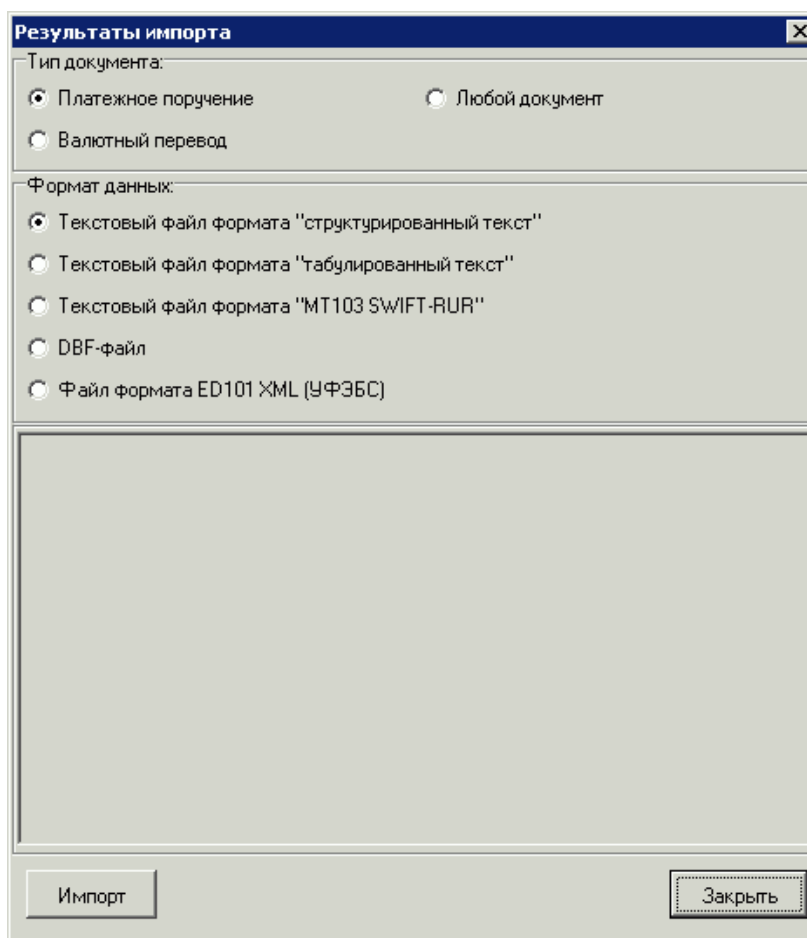 Результаты импорта
Тип документа:
Платежное поручение
Любой документ
Валютный перевод
Формат данных:
Текстовый файл формата "структурированный текст"
Текстовый файл формата "табулированный текст"
Текстовый файл формата "МТ103 SWIFT-RUR"
DBF-файл
Файл формата ED101 XML (УФЭБС)
Импорт
Закрыть